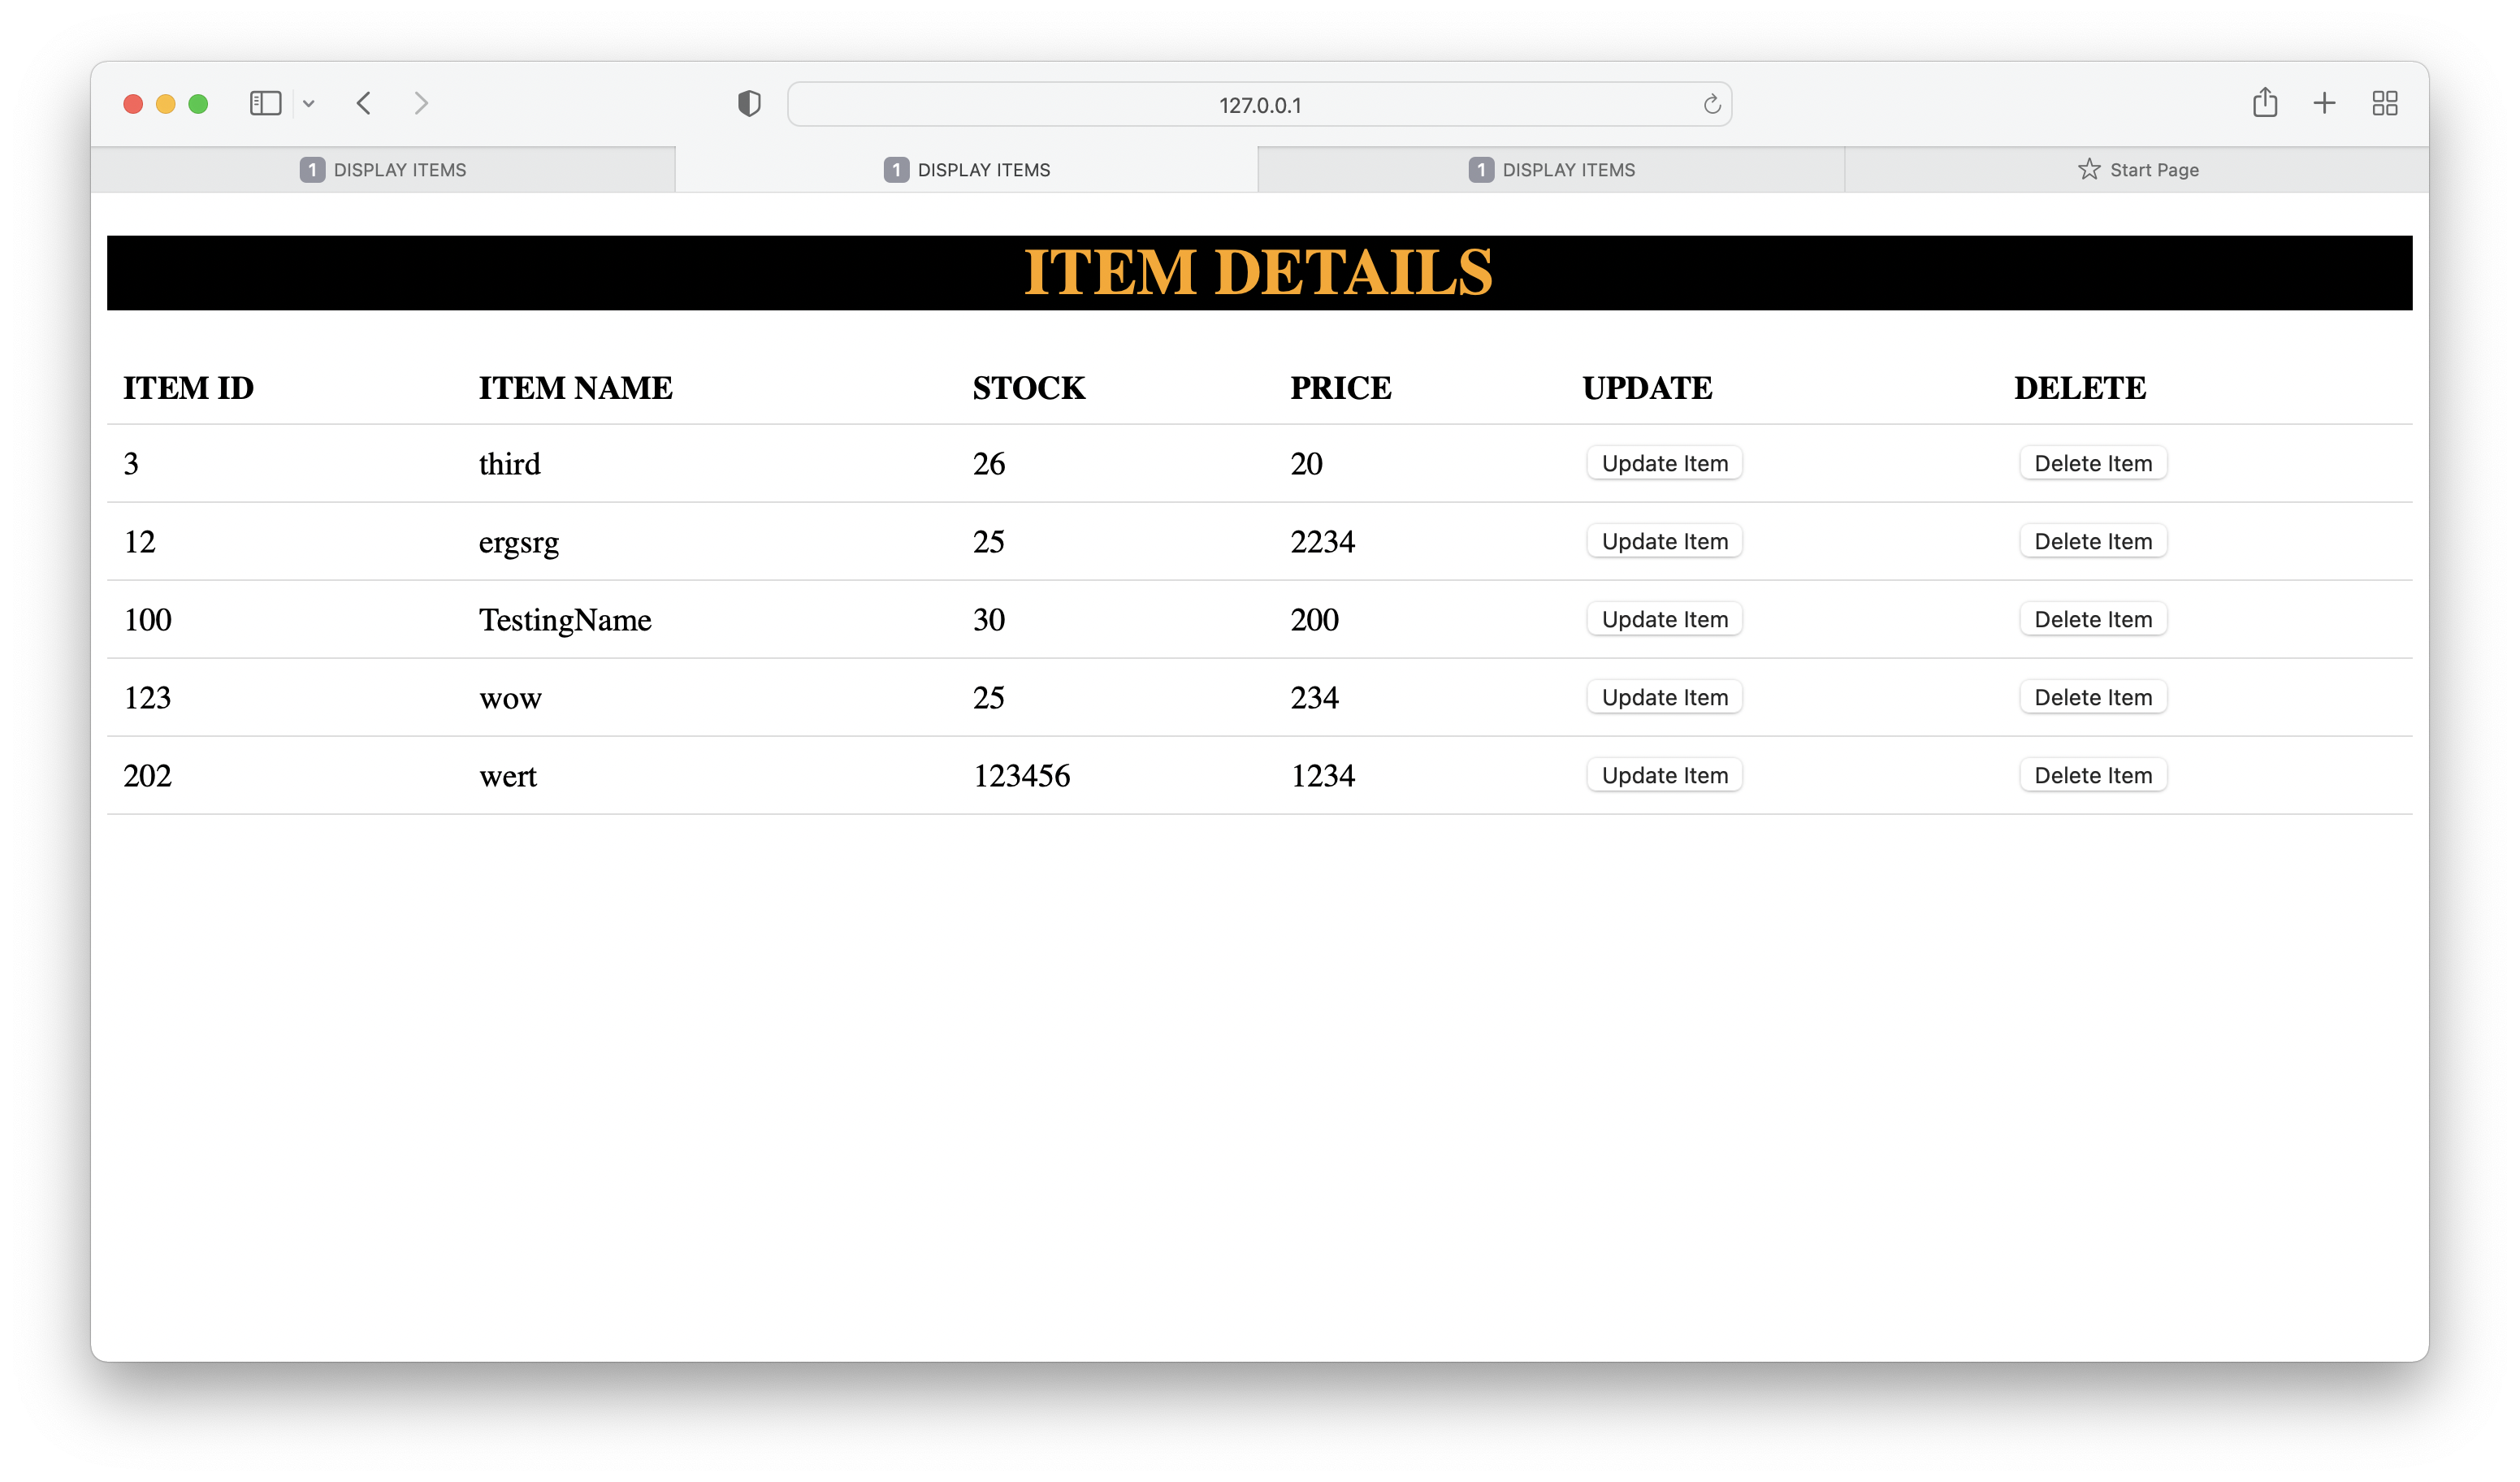 127.0.0.1
1 DISPLAY ITEMS 1 DISPLAY ITEMS 1 DISPLAY ITEMS Start Page
ITEM DETAILS
ITEM ID ITEM NAME STOCK PRICE UPDATE DELETE
3 third 26 20 Update Item Delete Item
12 ergsrg 25 2234 Update Item Delete Item
100 TestingName 30 200 Update Item Delete Item
123 wow 25 234 Update Item Delete Item
202 wert 123456 1234 Update Item Delete Item